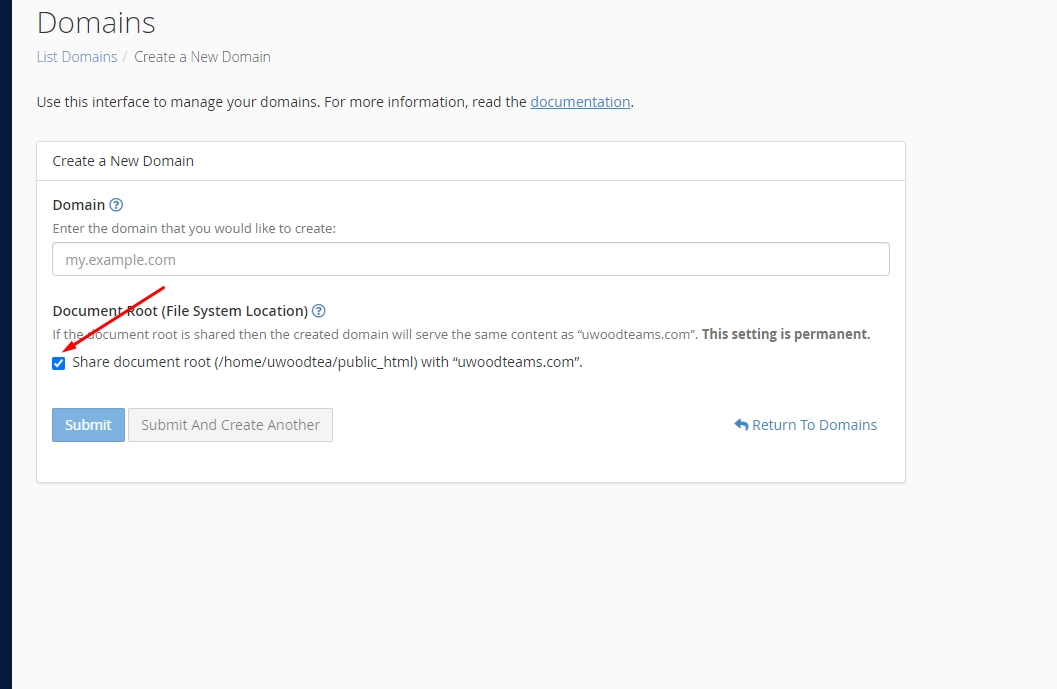 Domains
List Domains / Create a New Domain
Use this interface to manage your domains. For more information, read the documentation.
Create a New Domain
Domain
Enter the domain that you would like to create:
my.example.com
Document Root (File System Location)
If the document root is shared then the created domain will serve the same content as “uwoodteams.com”. This setting is permanent.
Share document root (/home/uwoodtea/public_html) with “uwoodteams.com”.
Submit Submit And Create Another Return To Domains